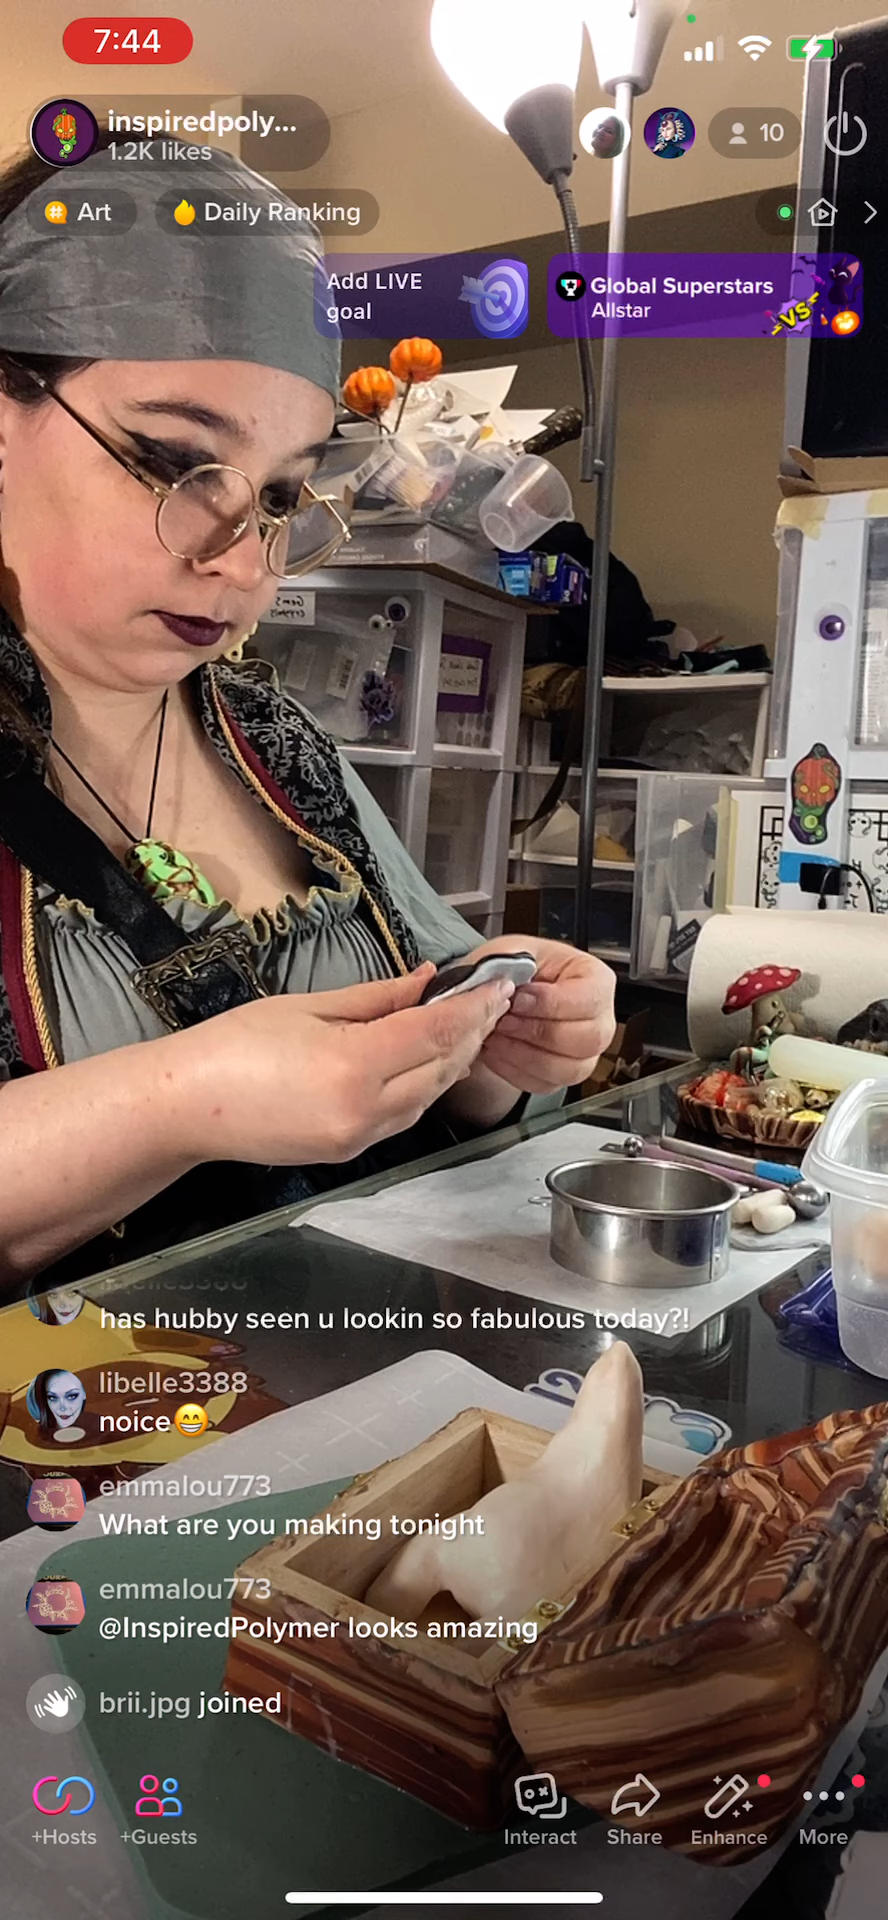 7:44
inspiredpoly...
1.2K likes
10
Art
Daily Ranking
Add LIVE
goal
Global Superstars
Allstar
VS
has hubby seen u lookin so fabulous today?!
libelle3388
noice😁
emmalou773
What are you making tonight
emmalou773
@InspiredPolymer looks amazing
brii.jpg joined
+Hosts
+Guests
Interact
Share
Enhance
More